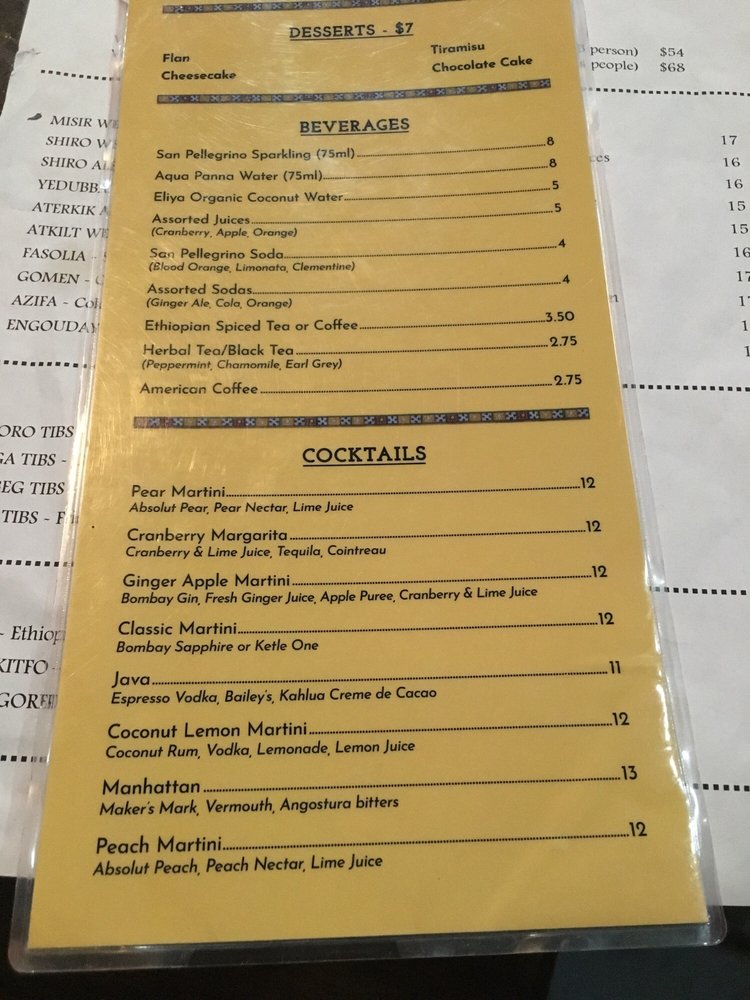 DESSERTS - $7
Flan
Tiramisu
Cheesecake
Chocolate Cake
BEVERAGES
San Pellegrino Sparkling (75ml) 8
Aqua Panna Water (75ml) 8
Eliya Organic Coconut Water 5
Assorted Juices 5
(Cranberry, Apple, Orange)
San Pellegrino Soda 4
(Blood Orange, Limonata, Clementine)
Assorted Sodas 4
(Ginger Ale, Cola, Orange)
Ethiopian Spiced Tea or Coffee 3.50
Herbal Tea/Black Tea 2.75
(Peppermint, Chamomile, Earl Grey)
American Coffee 2.75
COCKTAILS
Pear Martini 12
Absolut Pear, Pear Nectar, Lime Juice
Cranberry Margarita 12
Cranberry & Lime Juice, Tequila, Cointreau
Ginger Apple Martini 12
Bombay Gin, Fresh Ginger Juice, Apple Puree, Cranberry & Lime Juice
Classic Martini 12
Bombay Sapphire or Ketle One
Java 11
Espresso Vodka, Bailey's, Kahlua Creme de Cacao
Coconut Lemon Martini 12
Coconut Rum, Vodka, Lemonade, Lemon Juice
Manhattan 13
Maker's Mark, Vermouth, Angostura bitters
Peach Martini 12
Absolut Peach, Peach Nectar, Lime Juice
person) $54
people) $68
MISIR
SHIRO
SHIRO
ATERKIK
ATKILT
FASOLIA -
GOMEN -
AZIFA -
17
16
16
15
15
16
17
TIBS
TIBS -
TIBS
TIBS -
KITFO